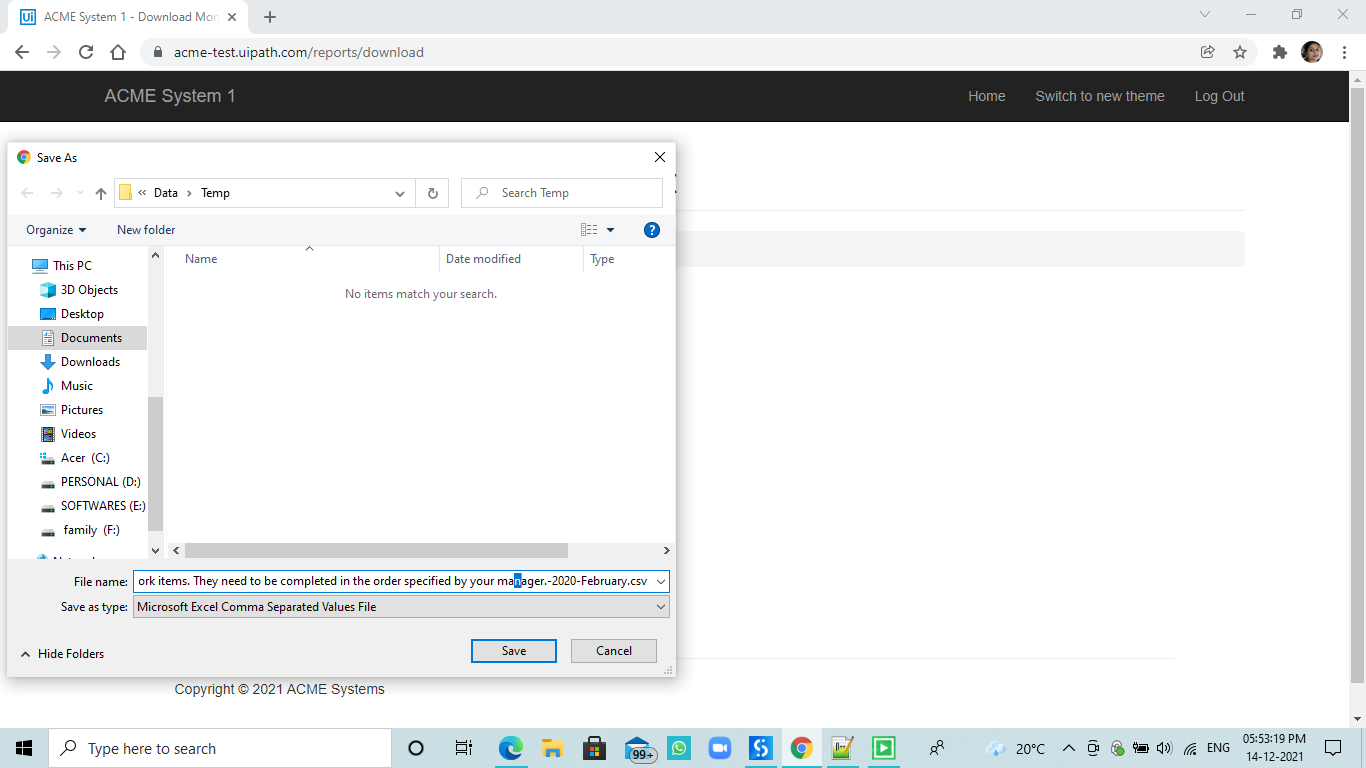 ACME System 1 - Download Mon
acme-test.uipath.com/reports/download
ACME System 1
Home
Switch to new theme
Log Out
Save As
« Data › Temp
Search Temp
Organize
New folder
Name
Date modified
Type
This PC
3D Objects
Desktop
Documents
Downloads
Music
Pictures
Videos
Acer (C:)
PERSONAL (D:)
SOFTWARES (E:)
family (F:)
No items match your search.
File name:
ork items. They need to be completed in the order specified by your manager.-2020-February.csv
Save as type:
Microsoft Excel Comma Separated Values File
Hide Folders
Save
Cancel
Copyright © 2021 ACME Systems
Type here to search
99+
20°C
ENG
05:53:19 PM
14-12-2021